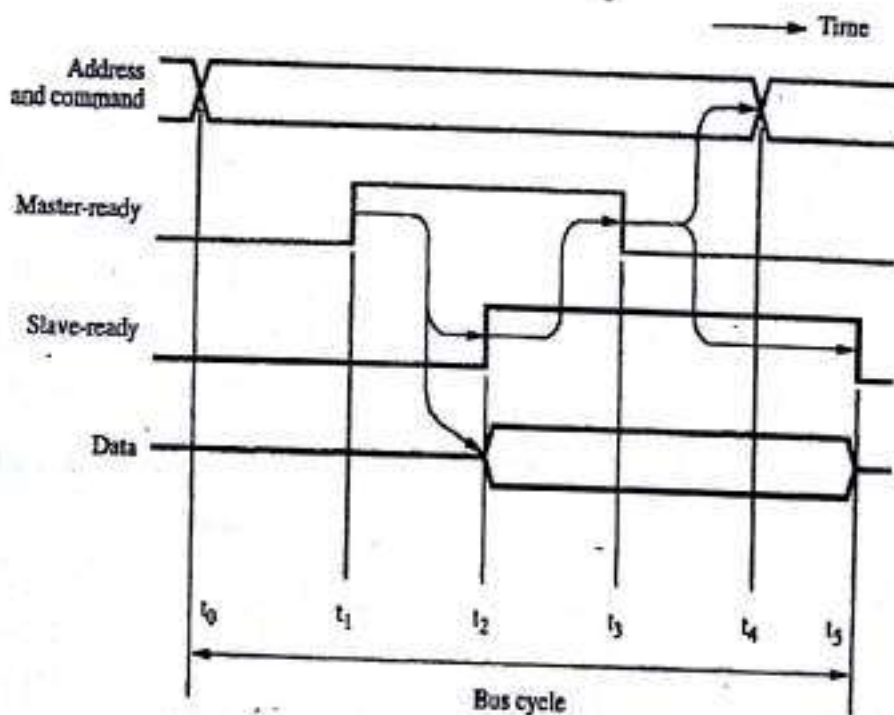 Time
Address
and command
Master-ready
Slave-ready
Data
t0 t1 t2 t3 t4 t5
Bus cycle